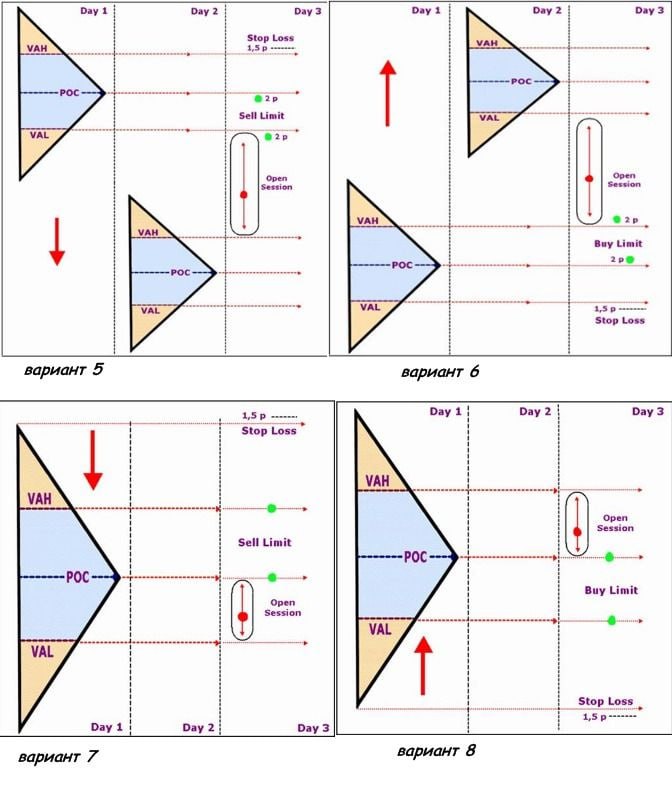 Day 1 Day 2 Day 3
Stop Loss
VAH 1,5 p
POC 2 p
Sell Limit
VAL 2 p
Open
Session
VAH
POC
VAL
вариант 5
Day 1 Day 2 Day 3
VAH
POC
VAL
Open
Session
VAH 2 p
Buy Limit
POC 2 p
VAL 1,5 p
Stop Loss
вариант 6
1,5 p
Stop Loss
VAH
Sell Limit
POC
Open
Session
VAL
Day 1 Day 2 Day 3
вариант 7
Day 1 Day 2 Day 3
VAH
Open
Session
POC
Buy Limit
VAL
Stop Loss
1,5 p
вариант 8